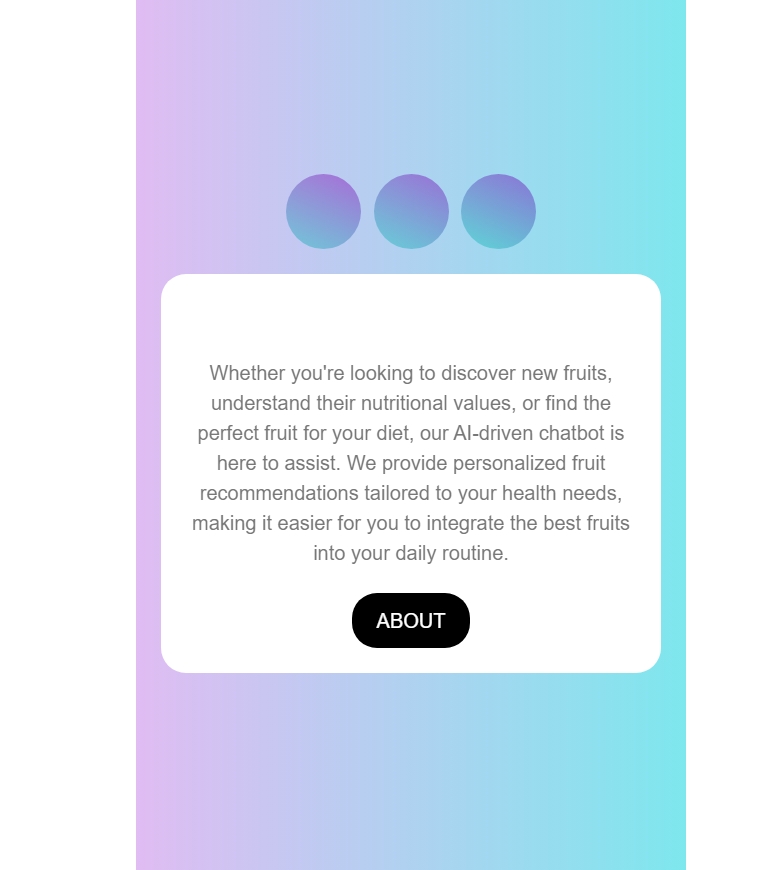 Whether you're looking to discover new fruits,
understand their nutritional values, or find the
perfect fruit for your diet, our AI-driven chatbot is
here to assist. We provide personalized fruit
recommendations tailored to your health needs,
making it easier for you to integrate the best fruits
into your daily routine.
ABOUT